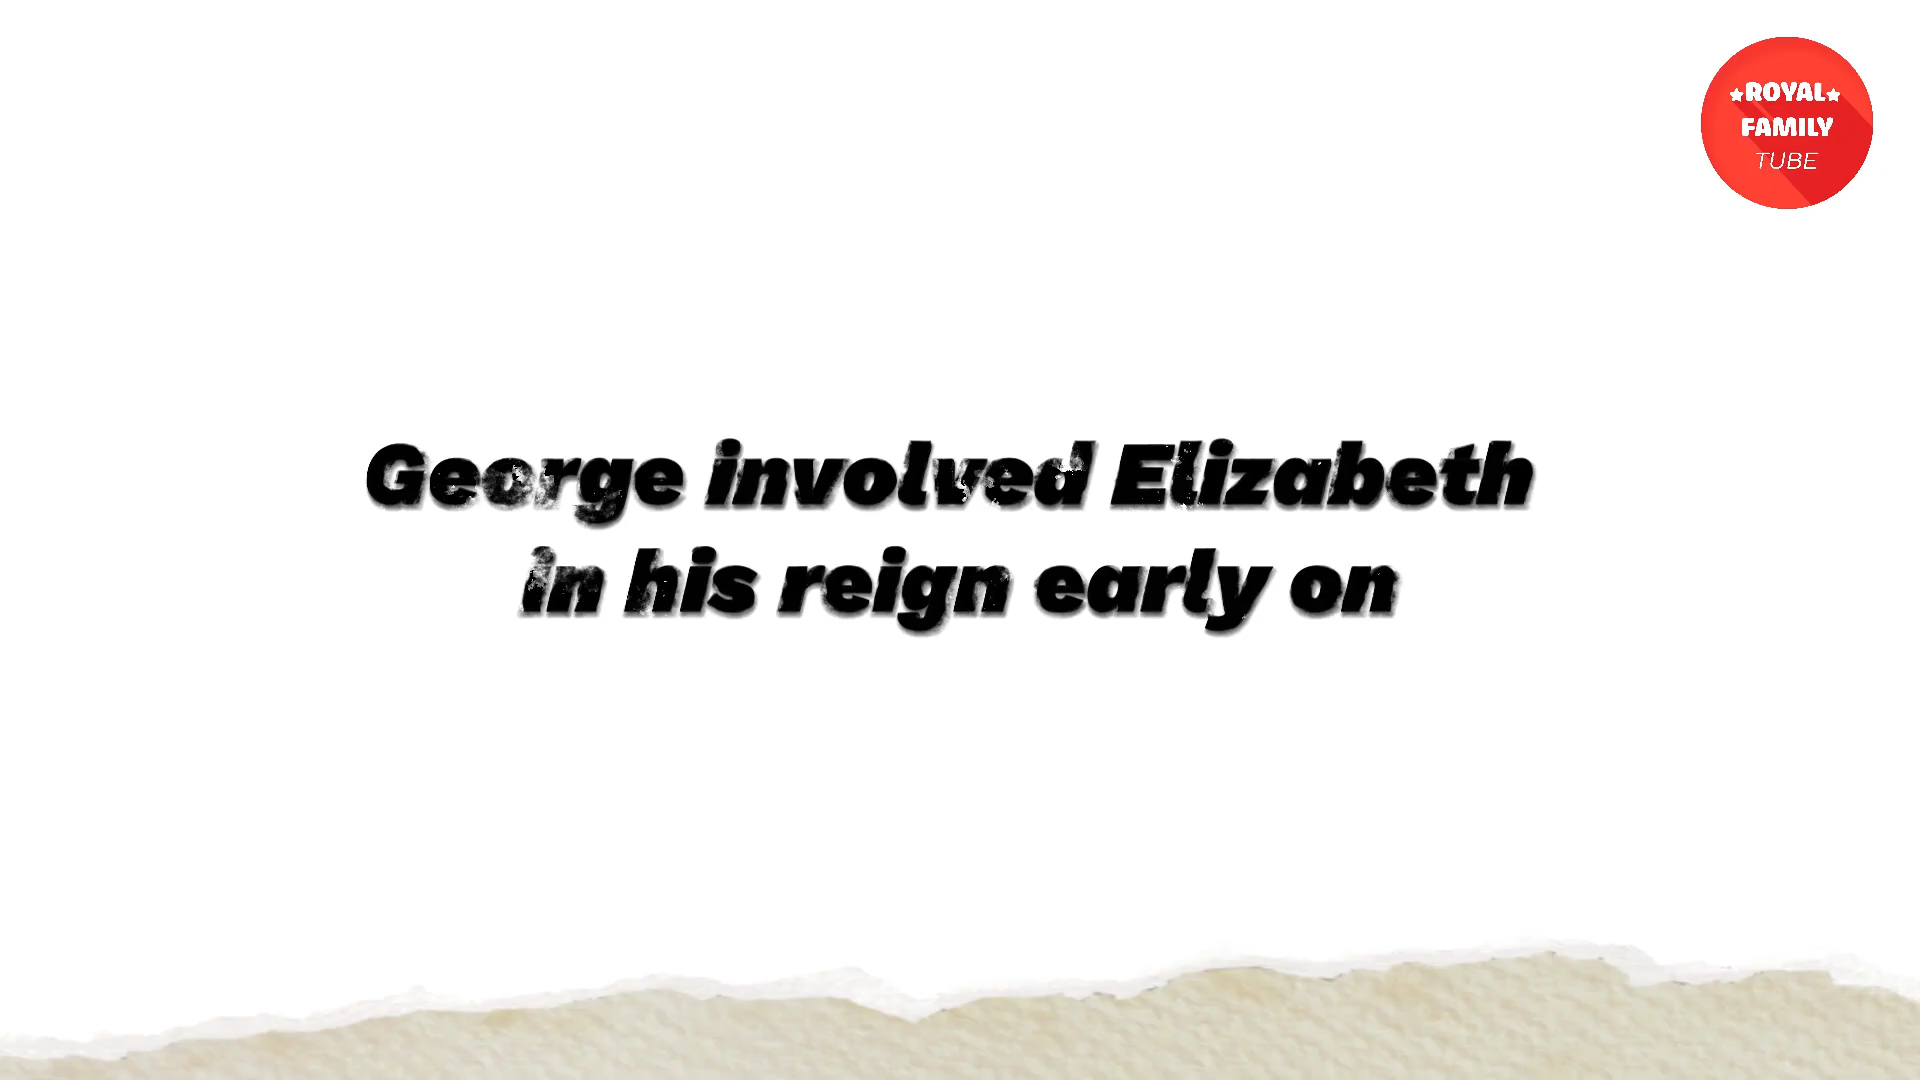 ★ROYAL★
FAMILY
TUBE
George involved Elizabeth
in his reign early on